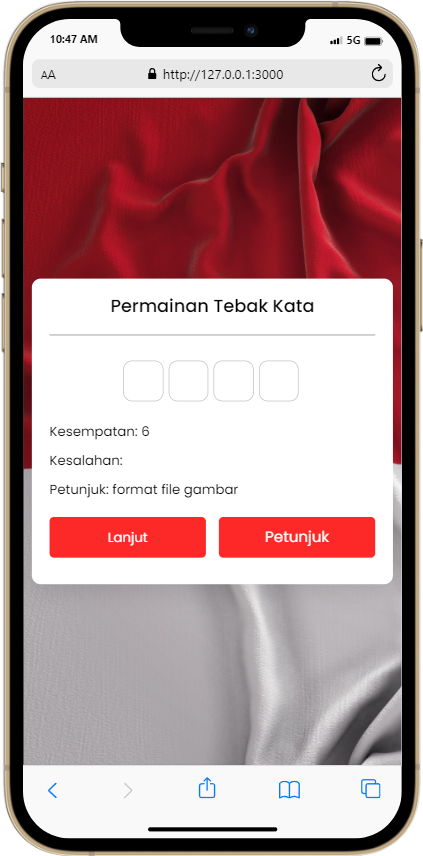 10:47 AM
5G
AA
http://127.0.0.1:3000
Permainan Tebak Kata
Kesempatan: 6
Kesalahan:
Petunjuk: format file gambar
Lanjut
Petunjuk